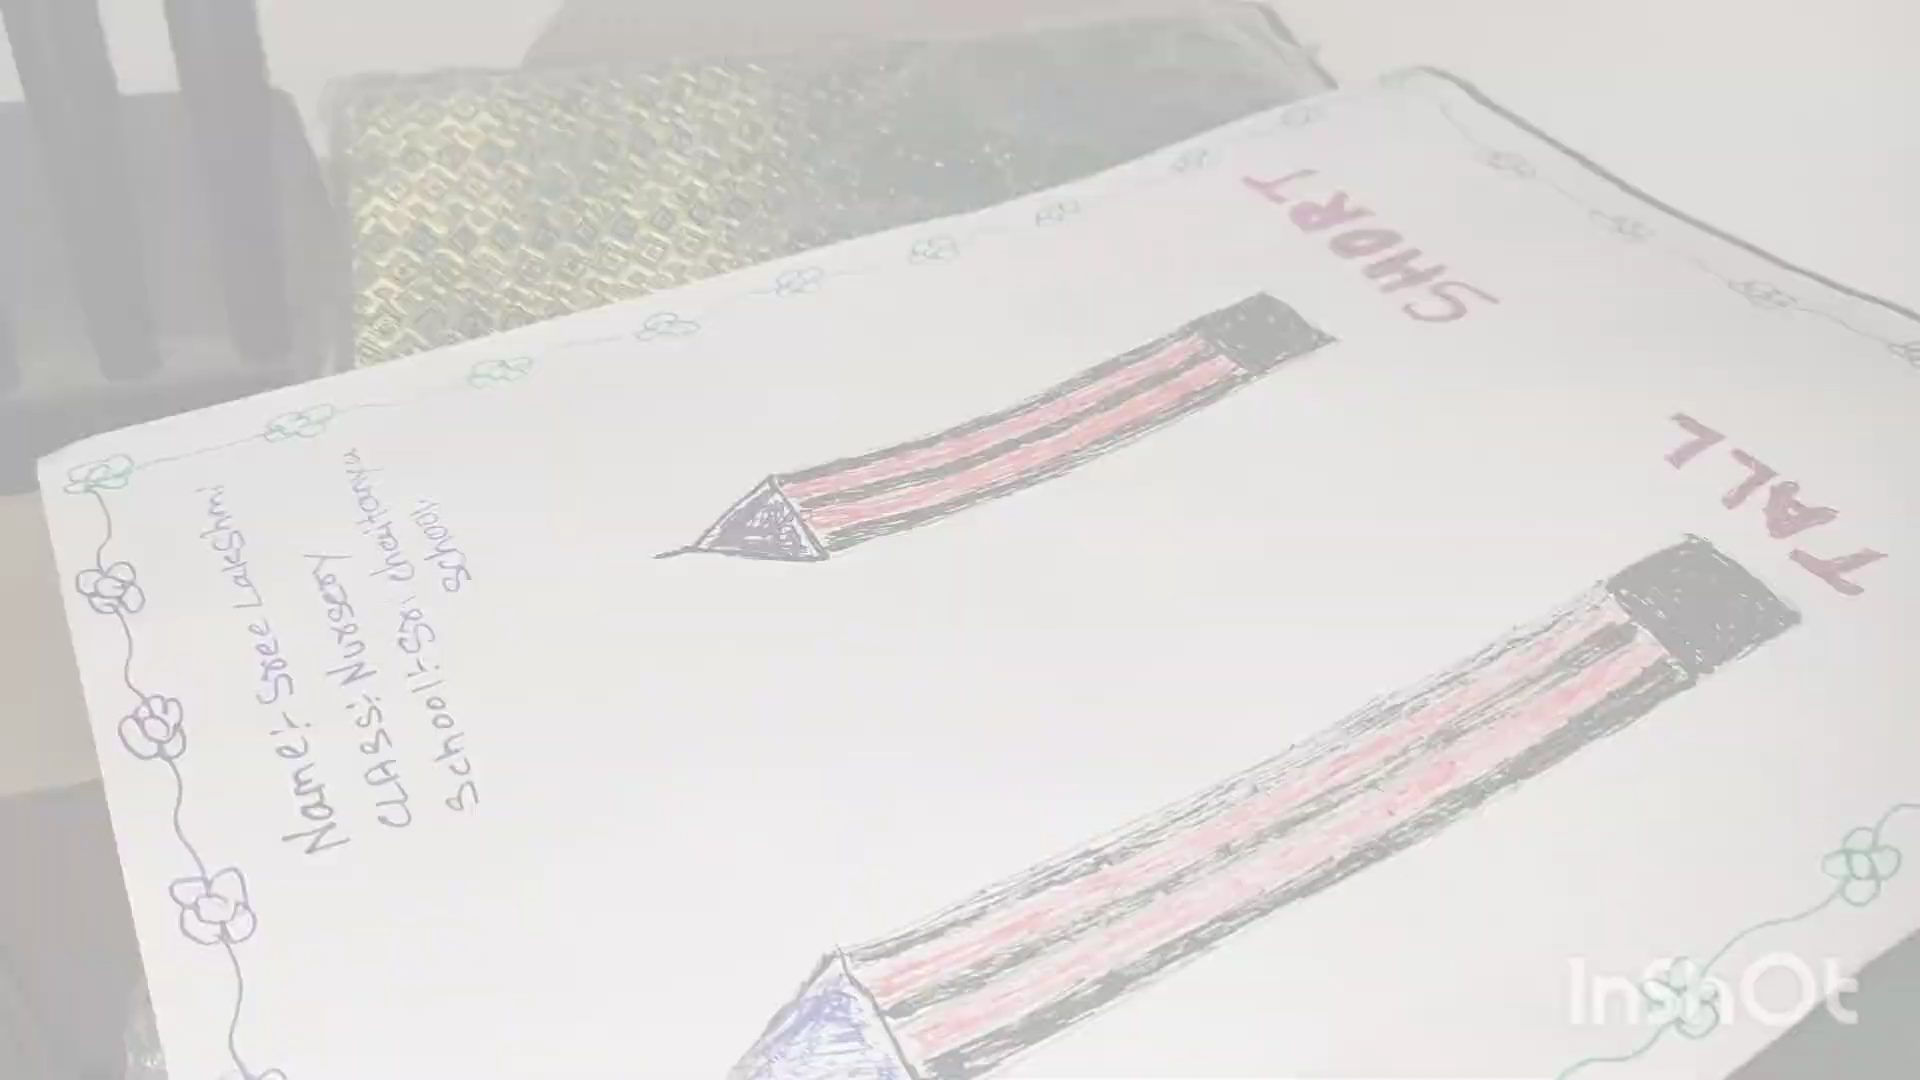 TALL
SHORT
Name:- Sree Lakshmi
CLASS:- Nursery
School:- Sri chaitanya
School.
InShOt